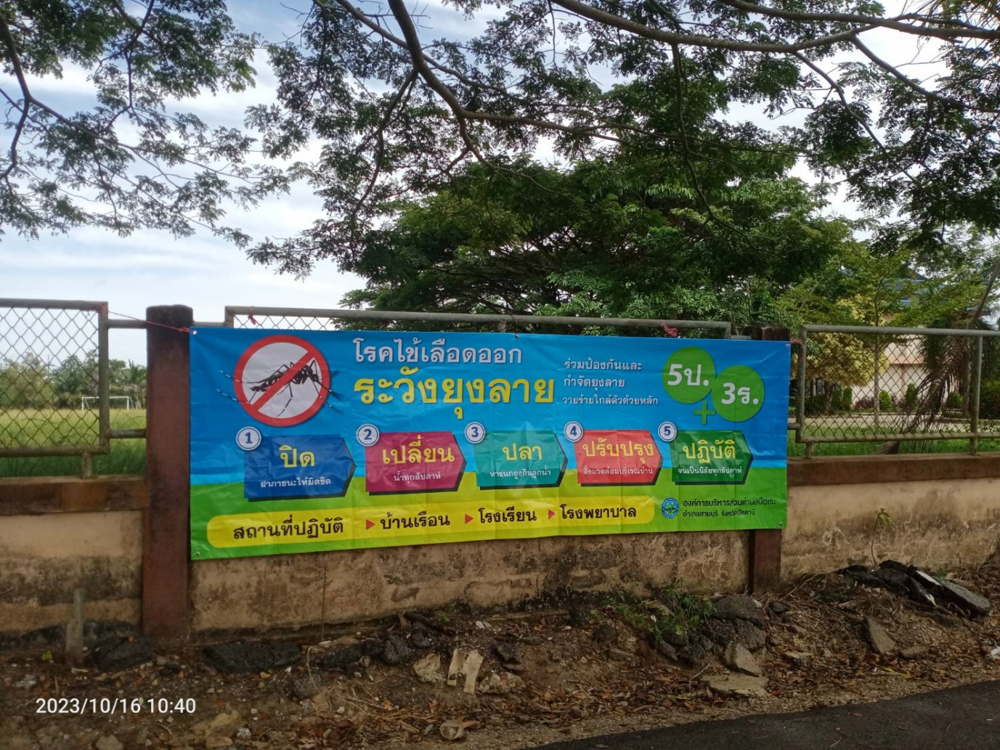 โรคไข้เลือดออก
ระวังยุงลาย
ร่วมป้องกันและ
กำจัดยุงลาย
วายร้ายใกล้ตัวด้วยหลัก
5ป.
+
3ร.
1
ปิด
ฝาภาชนะให้มิดชิด
2
เปลี่ยน
น้ำทุกสัปดาห์
3
ปลา
หางนกยูงกินลูกน้ำ
4
ปรับปรุง
สิ่งแวดล้อมบริเวณบ้าน
5
ปฏิบัติ
จนเป็นนิสัยทุกสัปดาห์
สถานที่ปฏิบัติ ▶ บ้านเรือน ▶ โรงเรียน ▶ โรงพยาบาล
องค์การบริหารส่วนตำบลบือเระ
อำเภอสายบุรี จังหวัดปัตตานี
2023/10/16 10:40